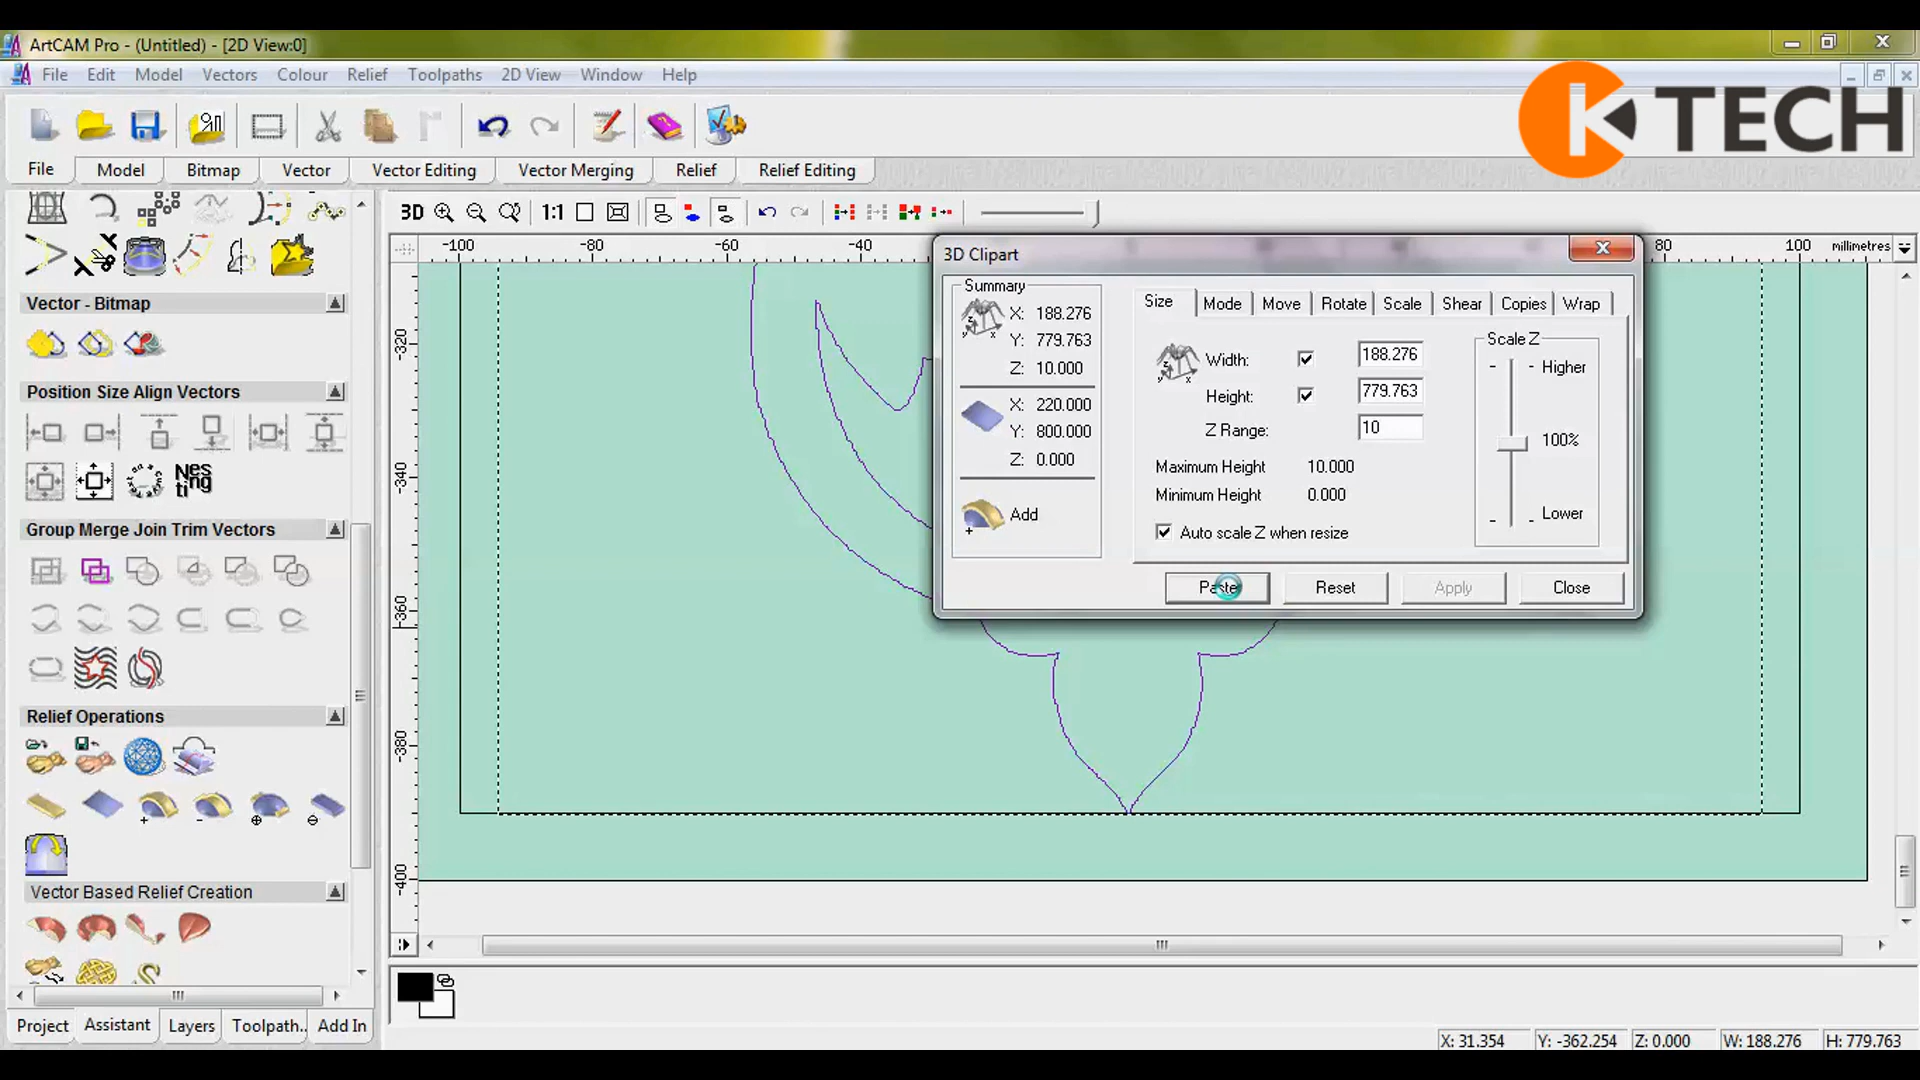 ArtCAM Pro - (Untitled) - [2D View:0]
File Edit Model Vectors Colour Relief Toolpaths 2D View Window Help
K TECH
File Model Bitmap Vector Vector Editing Vector Merging Relief Relief Editing
3D 1:1
-100 -80 -60 -40 80 100 millimetres
3D Clipart
Vector - Bitmap
Position Size Align Vectors
Nes
ting
Group Merge Join Trim Vectors
Relief Operations
Vector Based Relief Creation
-320
-340
-360
-380
-400
Summary
X: 188.276
Y: 779.763
Z: 10.000
X: 220.000
Y: 800.000
Z: 0.000
Add
Size Mode Move Rotate Scale Shear Copies Wrap
Width: 188.276
Height: 779.763
Z Range: 10
Maximum Height 10.000
Minimum Height 0.000
Auto scale Z when resize
Scale Z
Higher
100%
Lower
Paste Reset Apply Close
Project Assistant Layers Toolpath.. Add In
X: 31.354 Y: -362.254 Z: 0.000 W: 188.276 H: 779.763